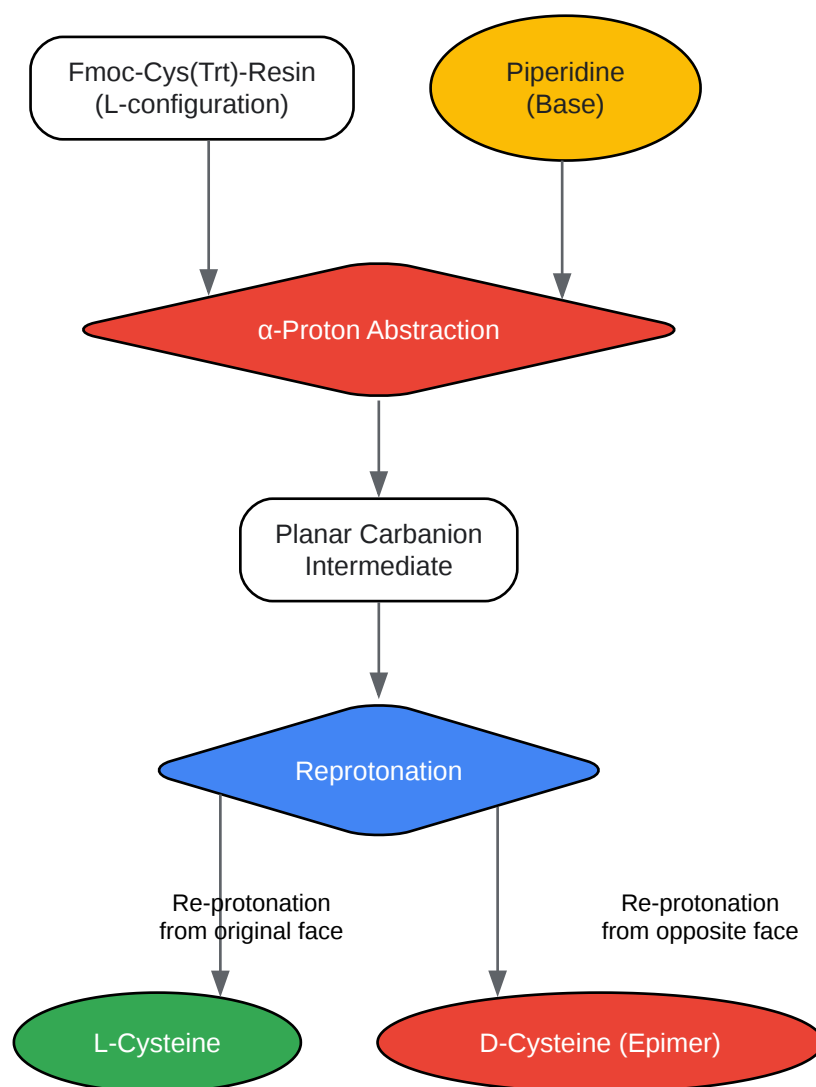 Fmoc-Cys(Trt)-Resin
(L-configuration)
Piperidine
(Base)
α-Proton Abstraction
Planar Carbanion
Intermediate
Reprotonation
Re-protonation
from original face
Re-protonation
from opposite face
L-Cysteine
D-Cysteine (Epimer)